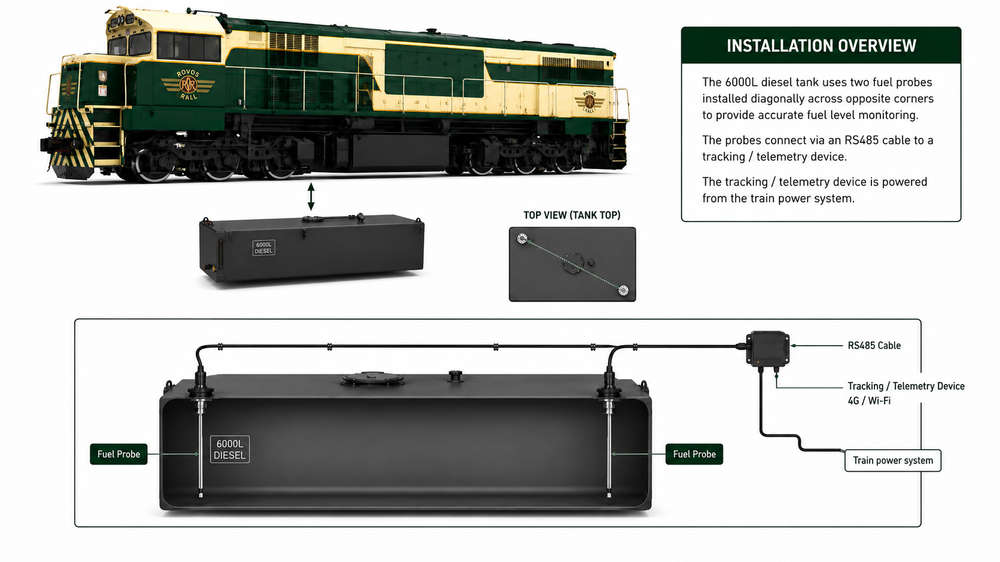 ROVOS
RAIL
INSTALLATION OVERVIEW
The 6000L diesel tank uses two fuel probes
installed diagonally across opposite corners
to provide accurate fuel level monitoring.
The probes connect via an RS485 cable to a
tracking / telemetry device.
The tracking / telemetry device is powered
from the train power system.
TOP VIEW (TANK TOP)
6000L
DIESEL
RS485 Cable
Tracking / Telemetry Device
4G / Wi-Fi
Fuel Probe
6000L
DIESEL
Fuel Probe
Train power system